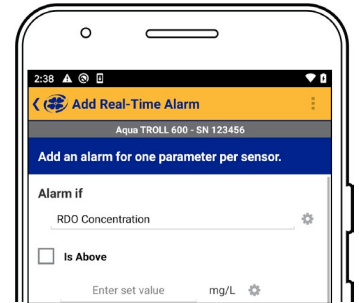 2:38
Add Real-Time Alarm
Aqua TROLL 600 - SN 123456
Add an alarm for one parameter per sensor.
Alarm if
RDO Concentration
Is Above
Enter set value mg/L